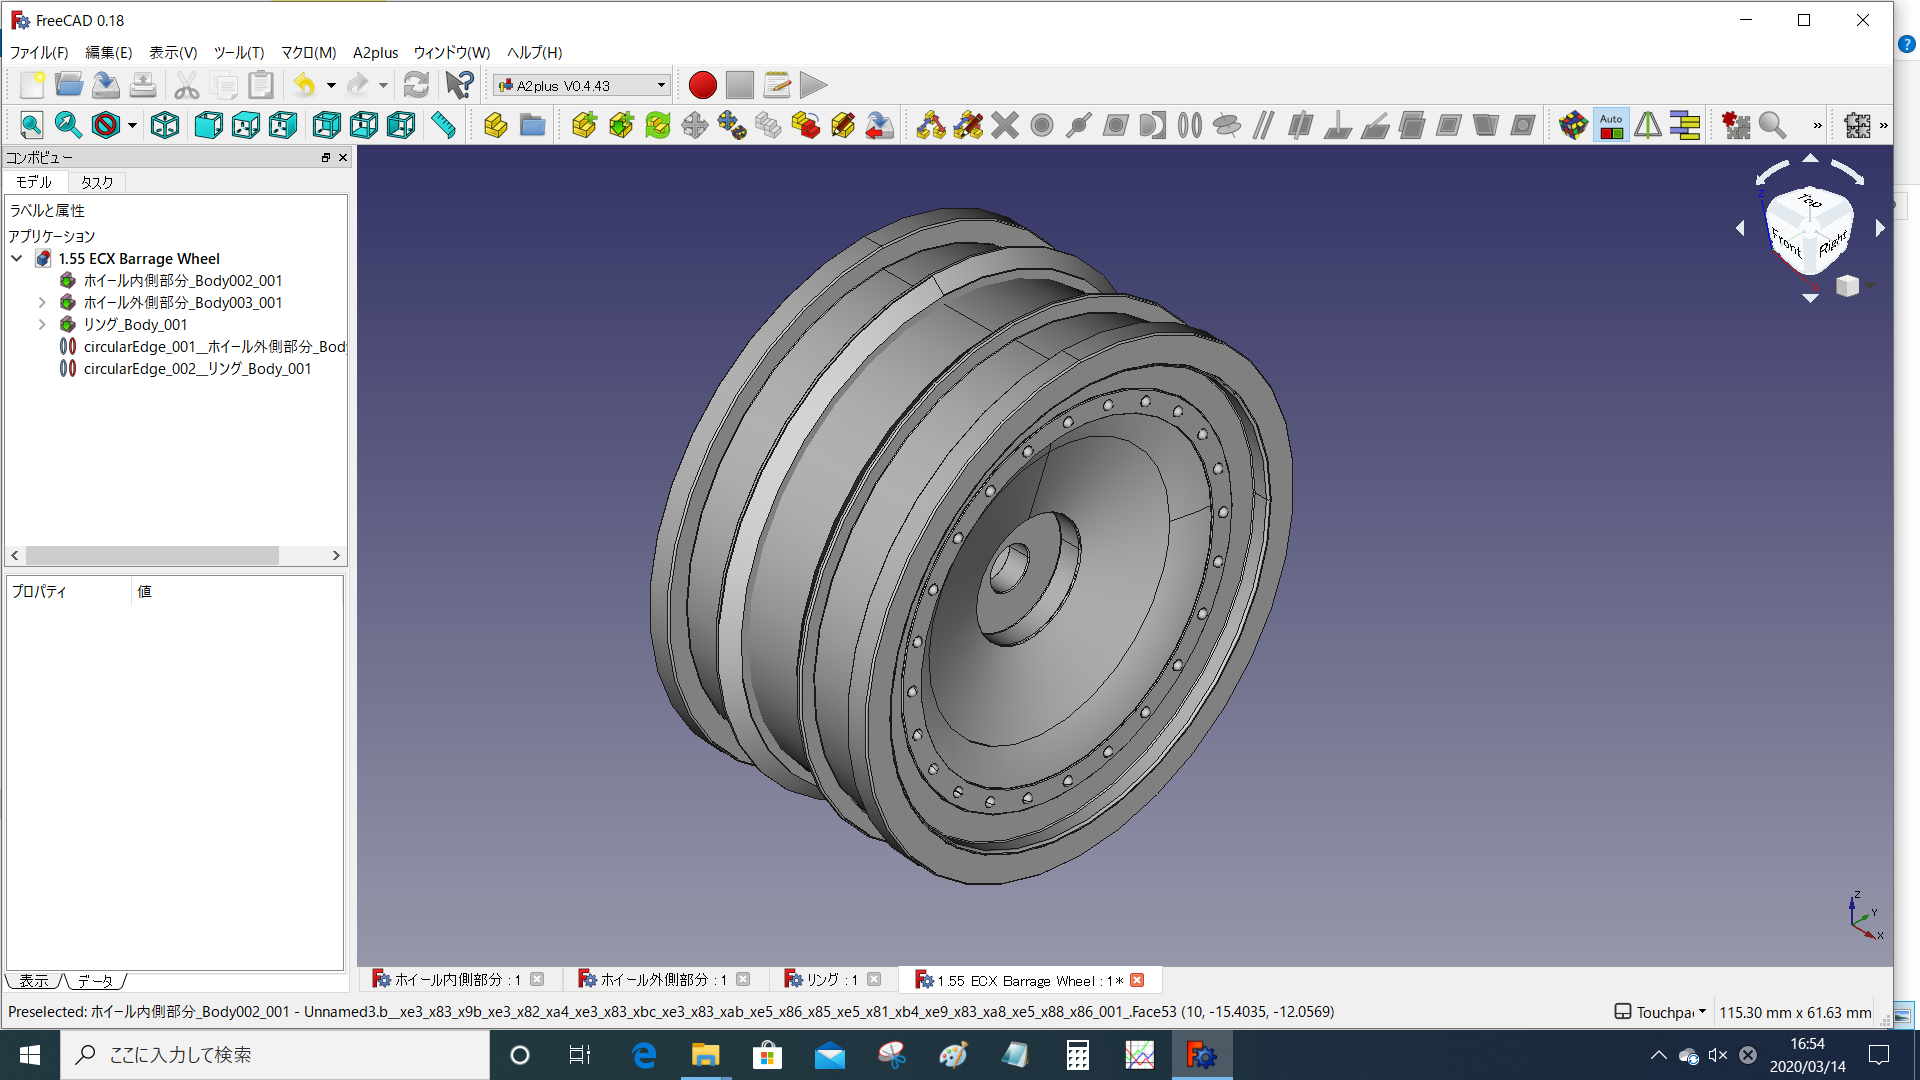 FreeCAD 0.18
ファイル(F) 編集(E) 表示(V) ツール(T) マクロ(M) A2plus ウィンドウ(W) ヘルプ(H)
A2plus V0.4.43
Auto
» »
コンボビュー
モデル タスク
ラベルと属性
アプリケーション
1.55 ECX Barrage Wheel
ホイール内側部分_Body002_001
ホイール外側部分_Body003_001
リング_Body_001
circularEdge_001__ホイール外側部分_Bod
circularEdge_002__リング_Body_001
プロパティ 値
Top
Front
Right
Z
Z
Y
X
表示 データ
ホイール内側部分 : 1
ホイール外側部分 : 1
リング : 1
1.55 ECX Barrage Wheel : 1*
Preselected: ホイール内側部分_Body002_001 - Unnamed3.b__xe3_x83_x9b_xe3_x82_xa4_xe3_x83_xbc_xe3_x83_xab_xe5_x86_x85_xe5_x81_xb4_xe9_x83_xa8_xe5_x88_x86_001_.Face53 (10, -15.4035, -12.0569)
Touchpa 115.30 mm x 61.63 mm
ここに入力して検索
16:54
2020/03/14